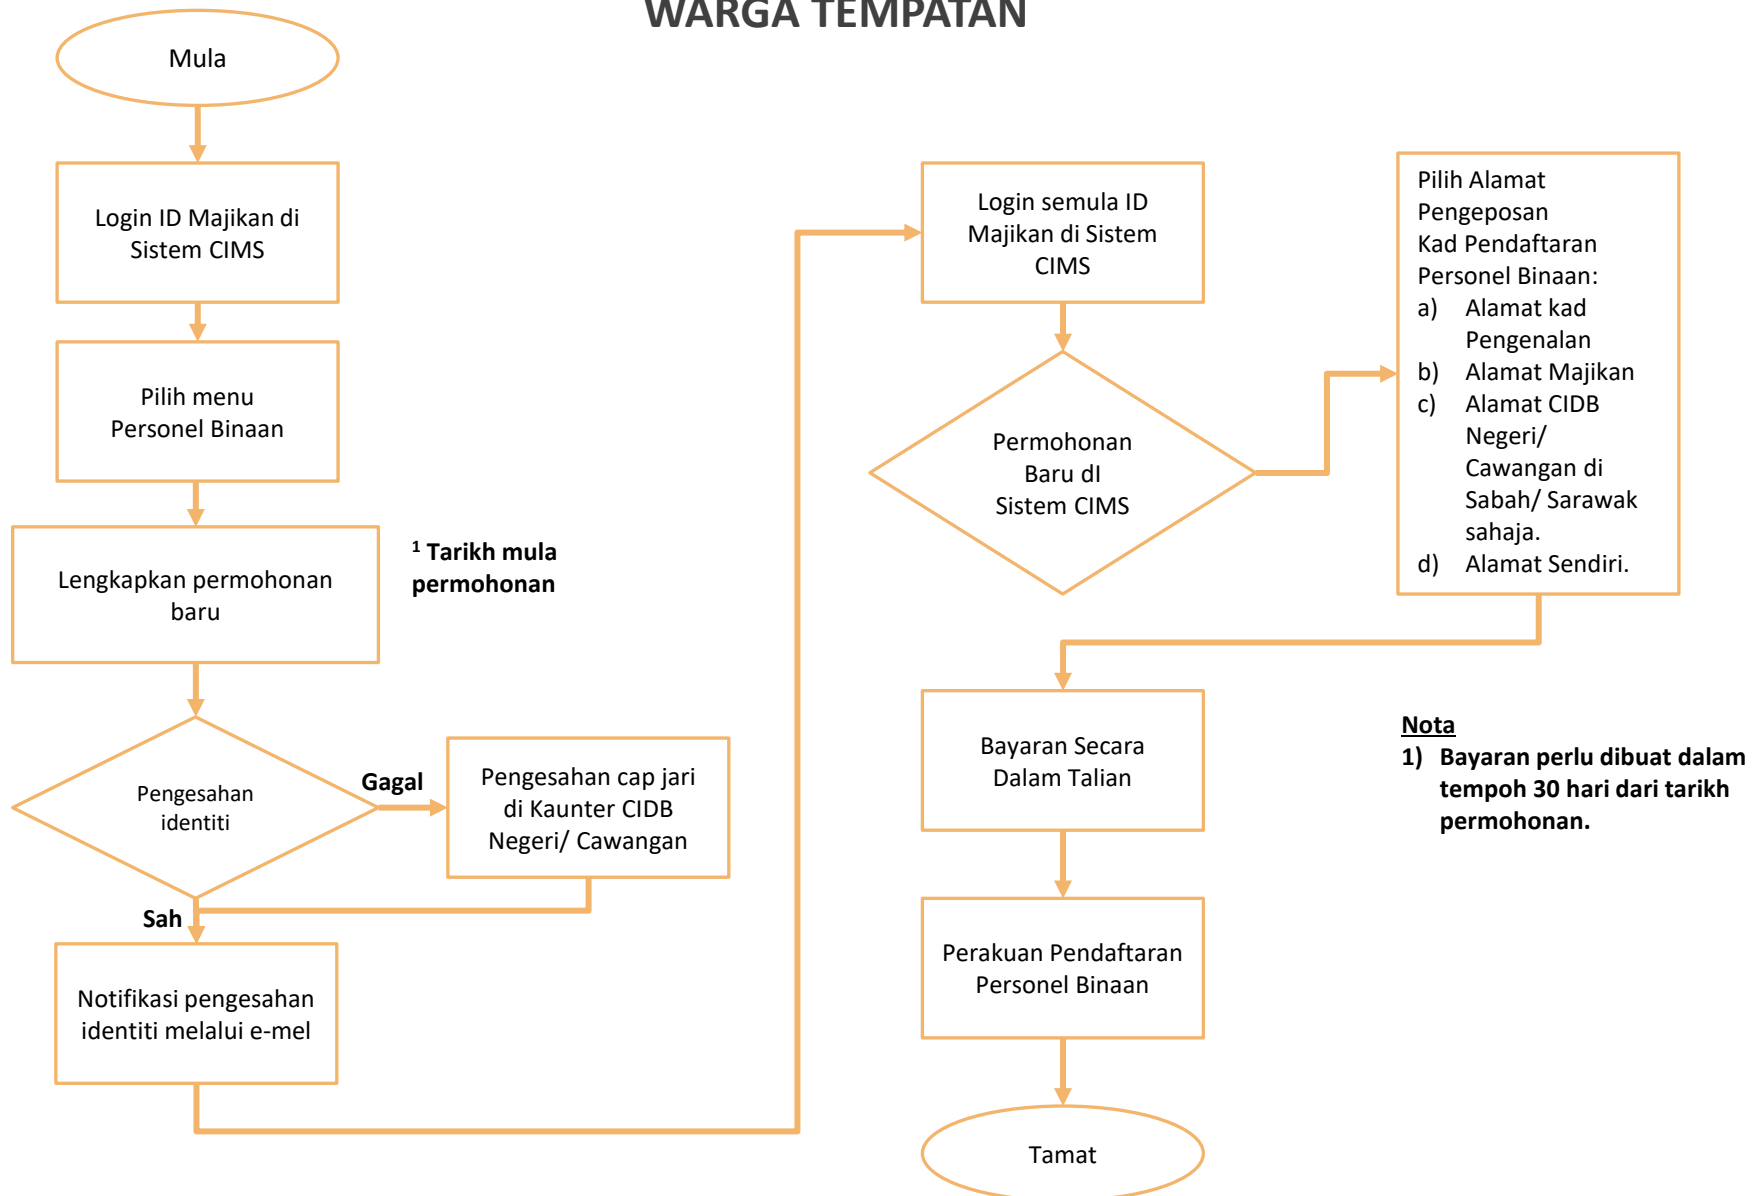 WARGA TEMPATAN
Mula
Login ID Majikan di
Sistem CIMS
Pilih menu
Personel Binaan
Lengkapkan permohonan
baru
¹ Tarikh mula
permohonan
Pengesahan
identiti
Gagal
Pengesahan cap jari
di Kaunter CIDB
Negeri/ Cawangan
Sah
Notifikasi pengesahan
identiti melalui e-mel
Login semula ID
Majikan di Sistem
CIMS
Permohonan
Baru dI
Sistem CIMS
Pilih Alamat
Pengeposan
Kad Pendaftaran
Personel Binaan:
a) Alamat kad
Pengenalan
b) Alamat Majikan
c) Alamat CIDB
Negeri/
Cawangan di
Sabah/ Sarawak
sahaja.
d) Alamat Sendiri.
Bayaran Secara
Dalam Talian
Perakuan Pendaftaran
Personel Binaan
Tamat
Nota
1) Bayaran perlu dibuat dalam
tempoh 30 hari dari tarikh
permohonan.